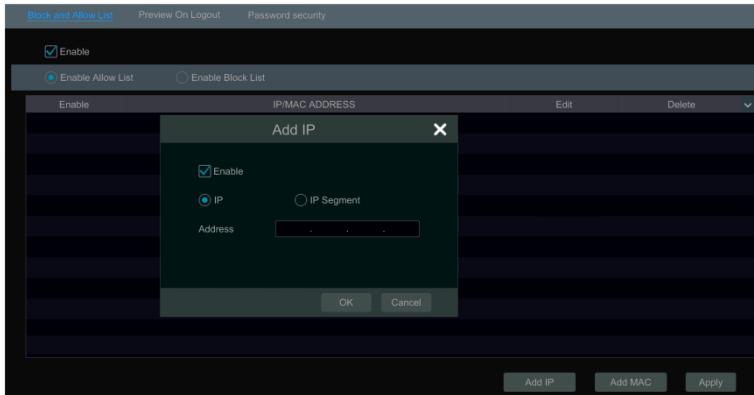 Block and Allow List Preview On Logout Password security
Enable
Enable Allow List Enable Block List
Enable IP/MAC ADDRESS Edit Delete
Add IP
Enable
IP IP Segment
Address . . .
OK Cancel
Add IP Add MAC Apply